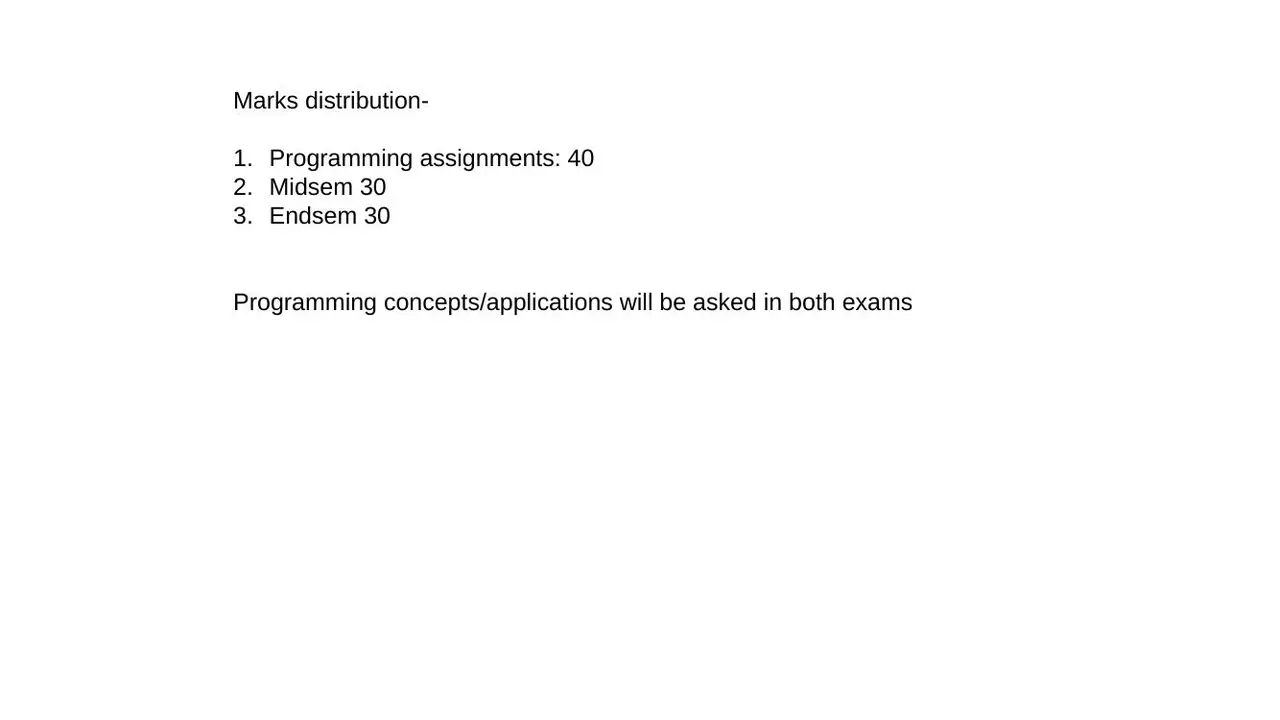 Marks distribution-
1. Programming assignments: 40
2. Midsem 30
3. Endsem 30
Programming concepts/applications will be asked in both exams